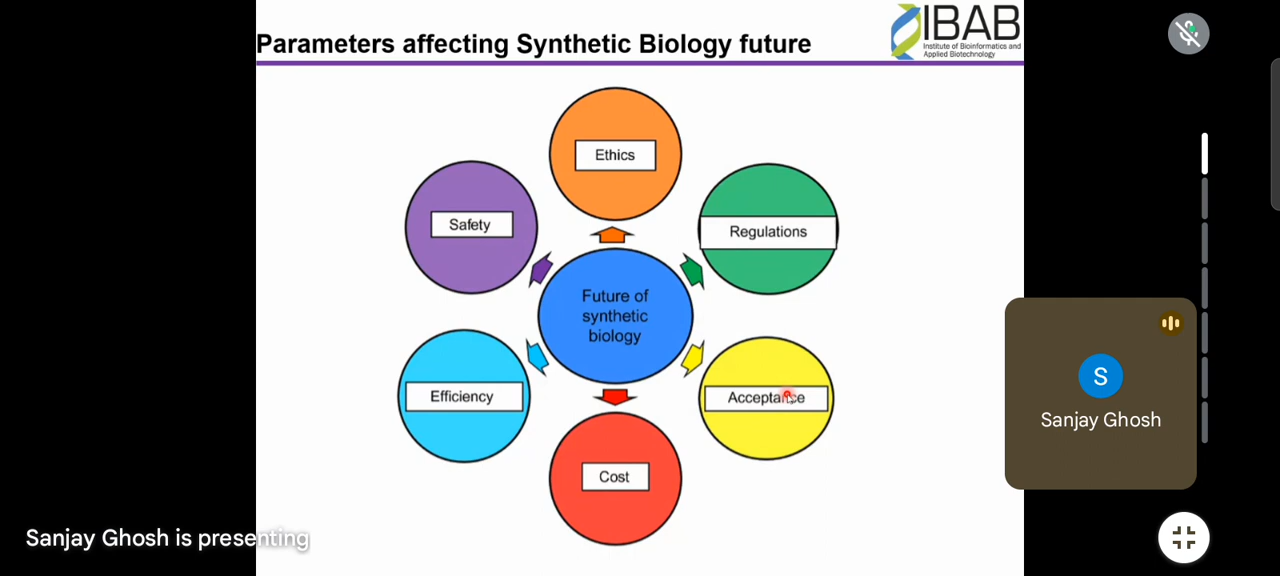 Parameters affecting Synthetic Biology future
IBAB
Institute of Bioinformatics and
Applied Biotechnology
Ethics
Safety
Regulations
Future of
synthetic
biology
Efficiency
Acceptance
Cost
S
Sanjay Ghosh
Sanjay Ghosh is presenting